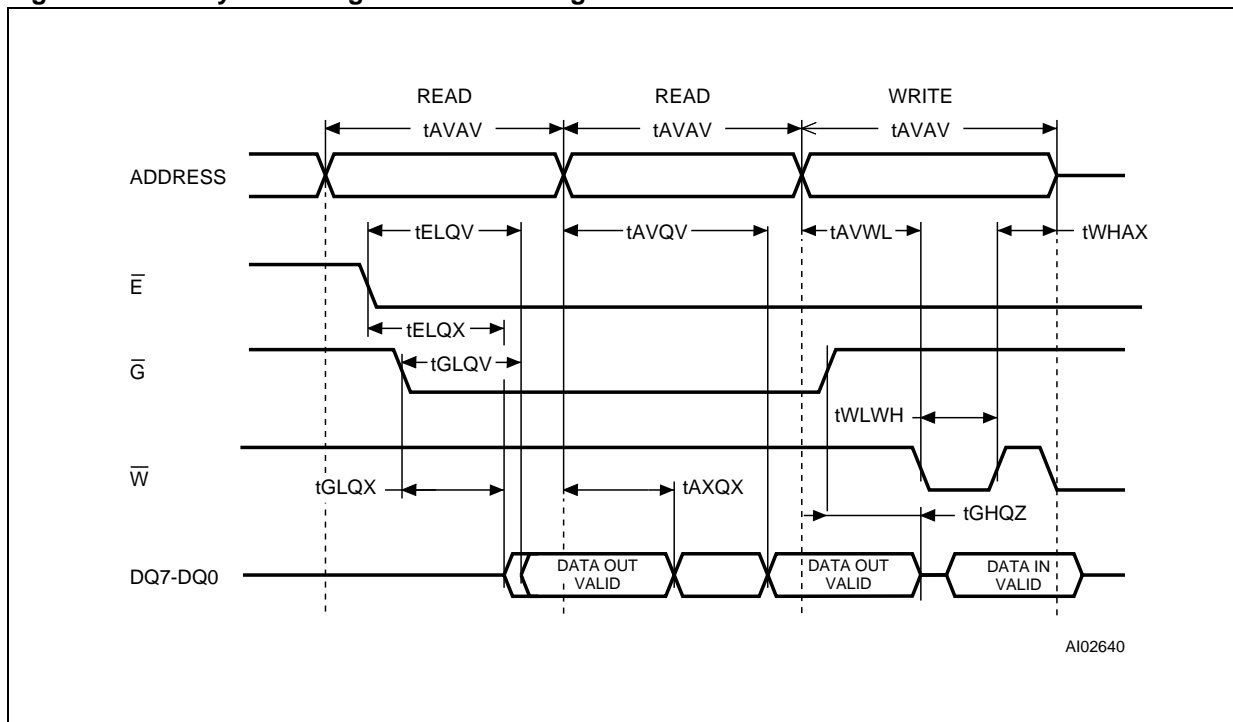 READ READ WRITE
tAVAV tAVAV tAVAV
ADDRESS
tELQV tAVQV tAVWL tWHAX
E
tELQX
G
tGLQV
tWLWH
W
tGLQX tAXQX
tGHQZ
DQ7-DQ0
DATA OUT
VALID
DATA OUT
VALID
DATA IN
VALID
AI02640